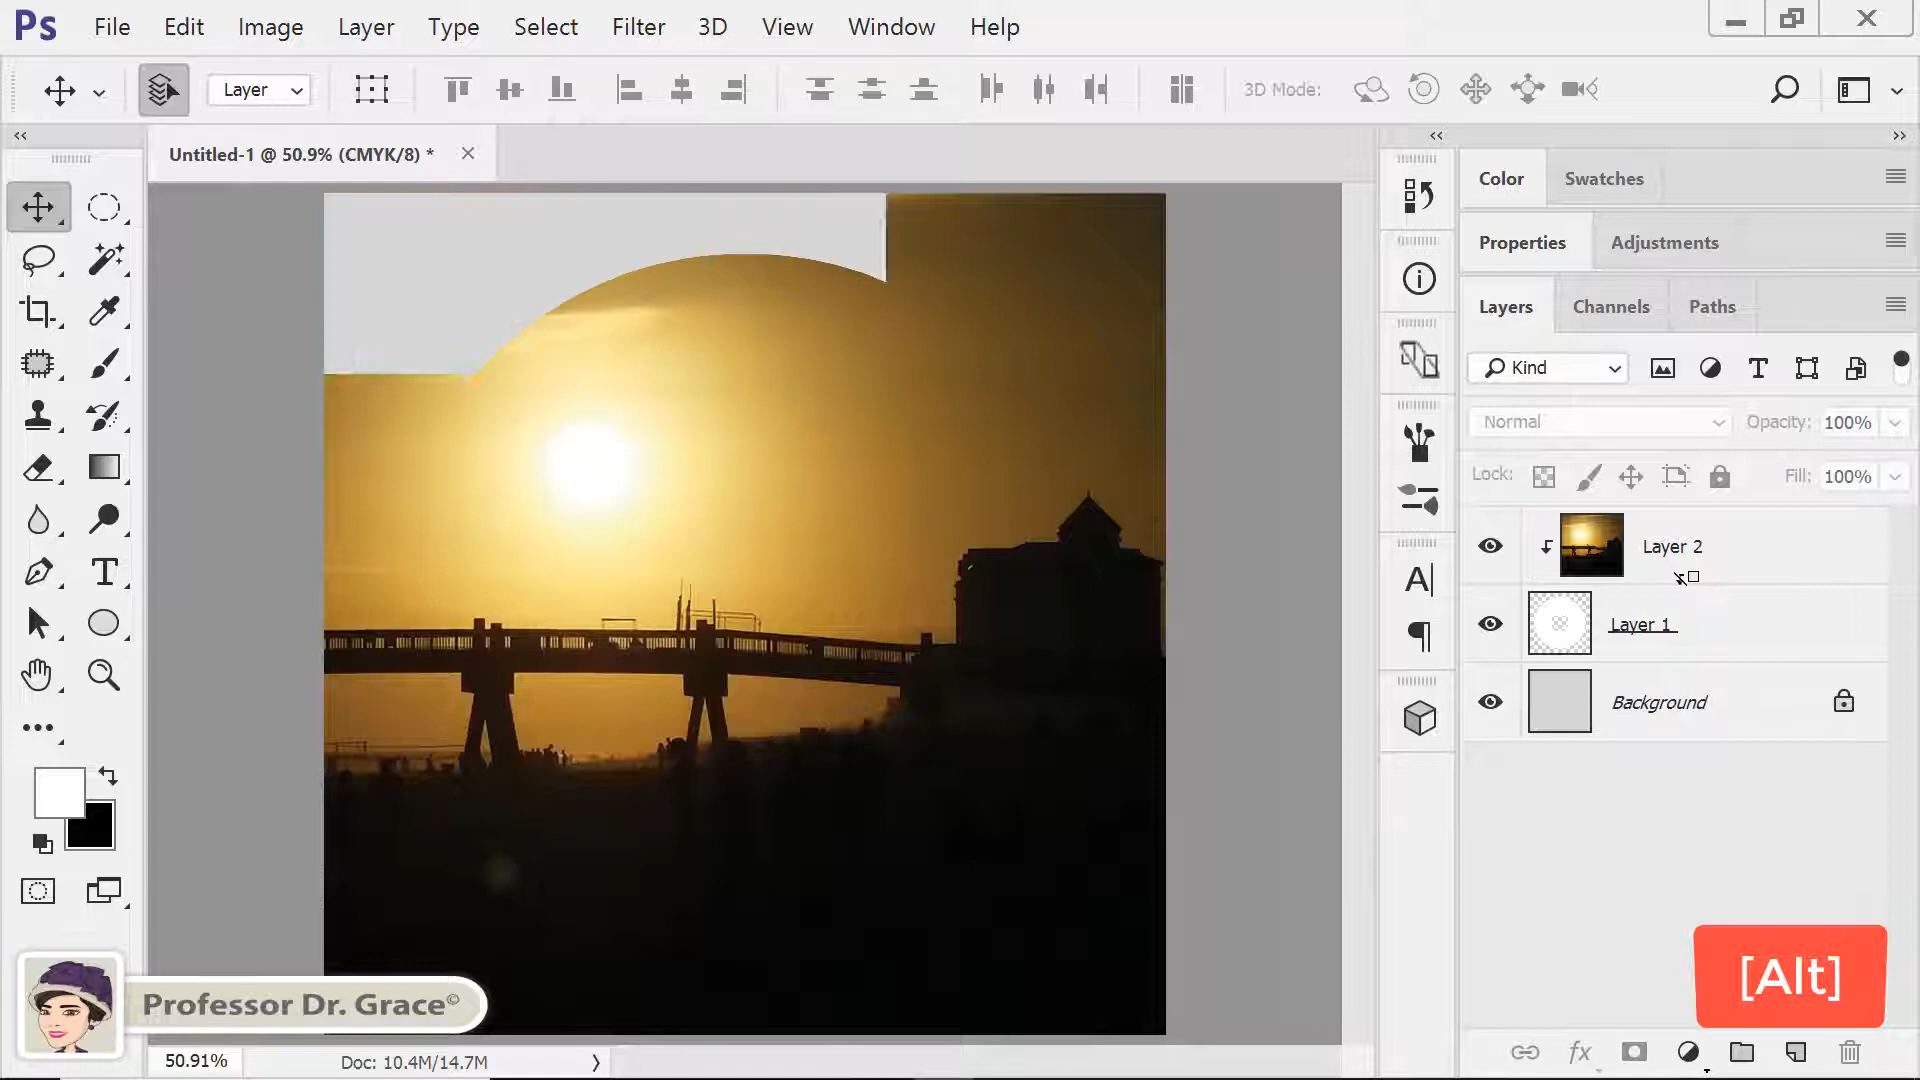 Ps File Edit Image Layer Type Select Filter 3D View Window Help
Layer 3D Mode:
Untitled-1 @ 50.9% (CMYK/8) *
Color Swatches
Properties Adjustments
Layers Channels Paths
Kind
Normal Opacity: 100%
Lock: Fill: 100%
Layer 2
Layer 1
Background
[Alt]
Professor Dr. Grace©
50.91% Doc: 10.4M/14.7M